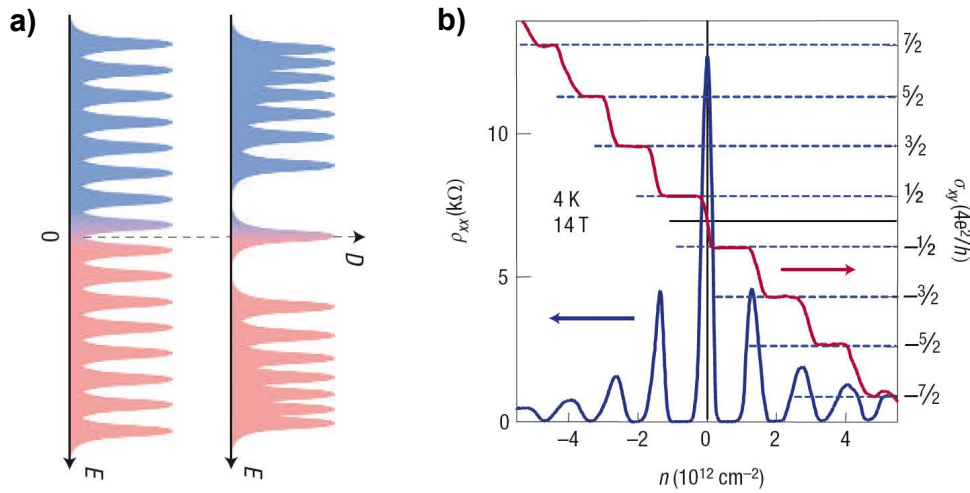 a)
0
D
E
E
b)
ρxx(kΩ)
10
5
0
4 K
14 T
7/2
5/2
3/2
1/2
−1/2
−3/2
−5/2
−7/2
σxy(4e²/h)
−4
−2
0
2
4
n (10¹² cm⁻²)